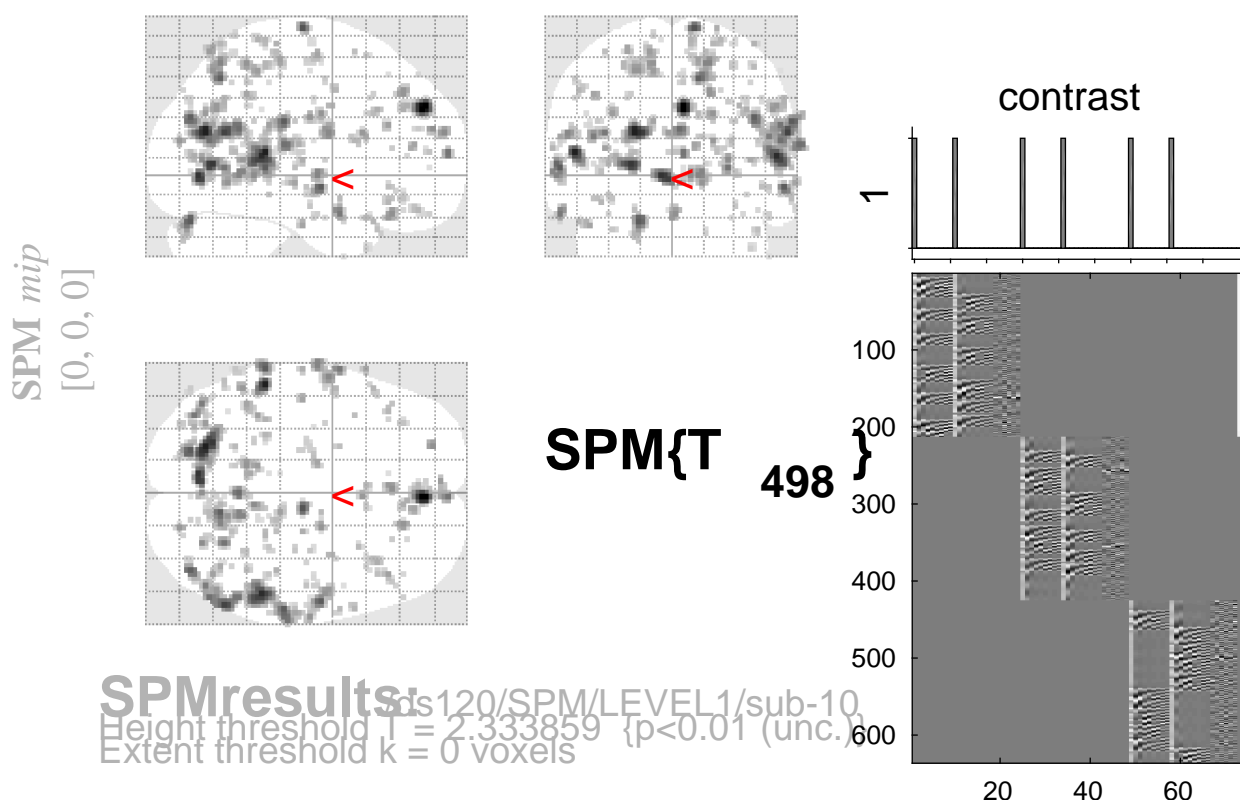 SPM mip
[0, 0, 0]
<
<
<
SPM{T 498 }
contrast
1
100
200
300
400
500
600
20 40 60
SPMresults: /ds120/SPM/LEVEL1/sub-10
Height threshold T = 2.333859 {p<0.01 (unc.)}
Extent threshold k = 0 voxels